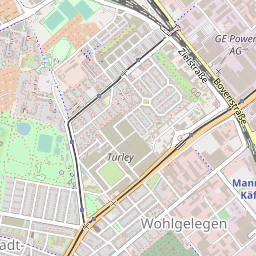 GE Power
AG
Zielstraße
Boveristraße
Turley
Mann
Käf
Wohlgelegen
adt-